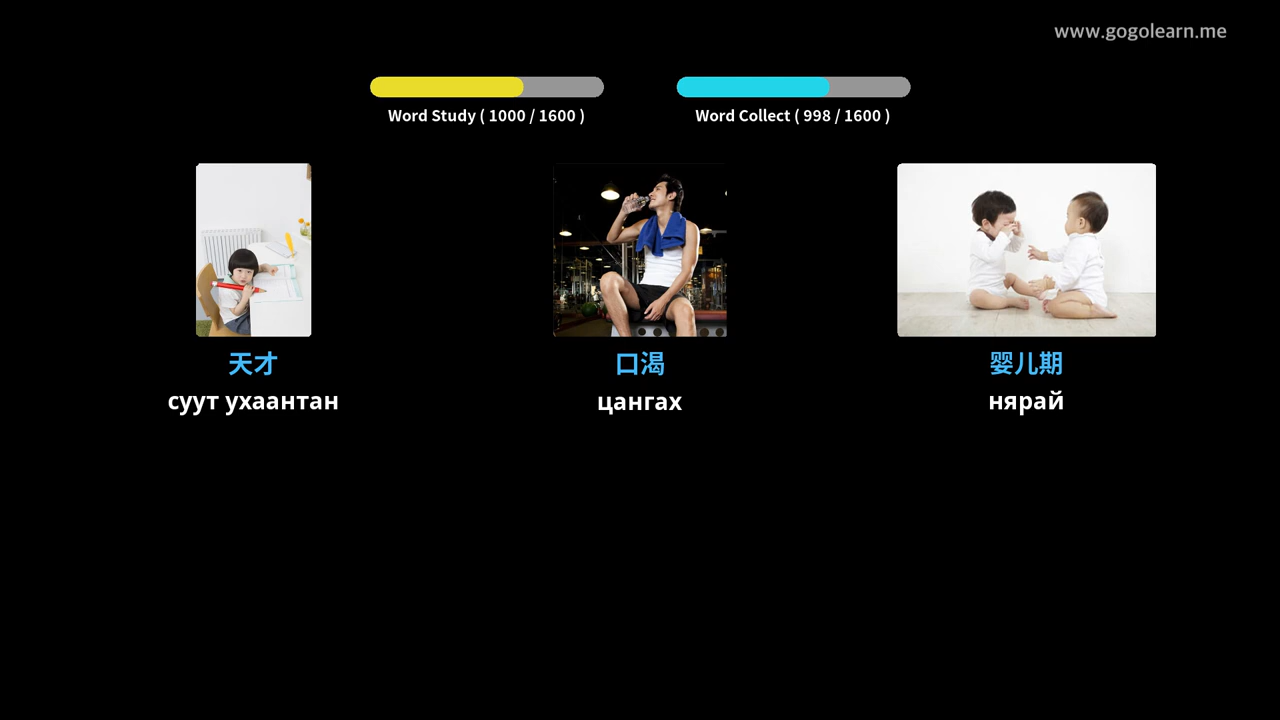 www.gogolearn.me
Word Study ( 1000 / 1600 )
Word Collect ( 998 / 1600 )
天才
口渴
婴儿期
суут ухаантан
цангах
нярай